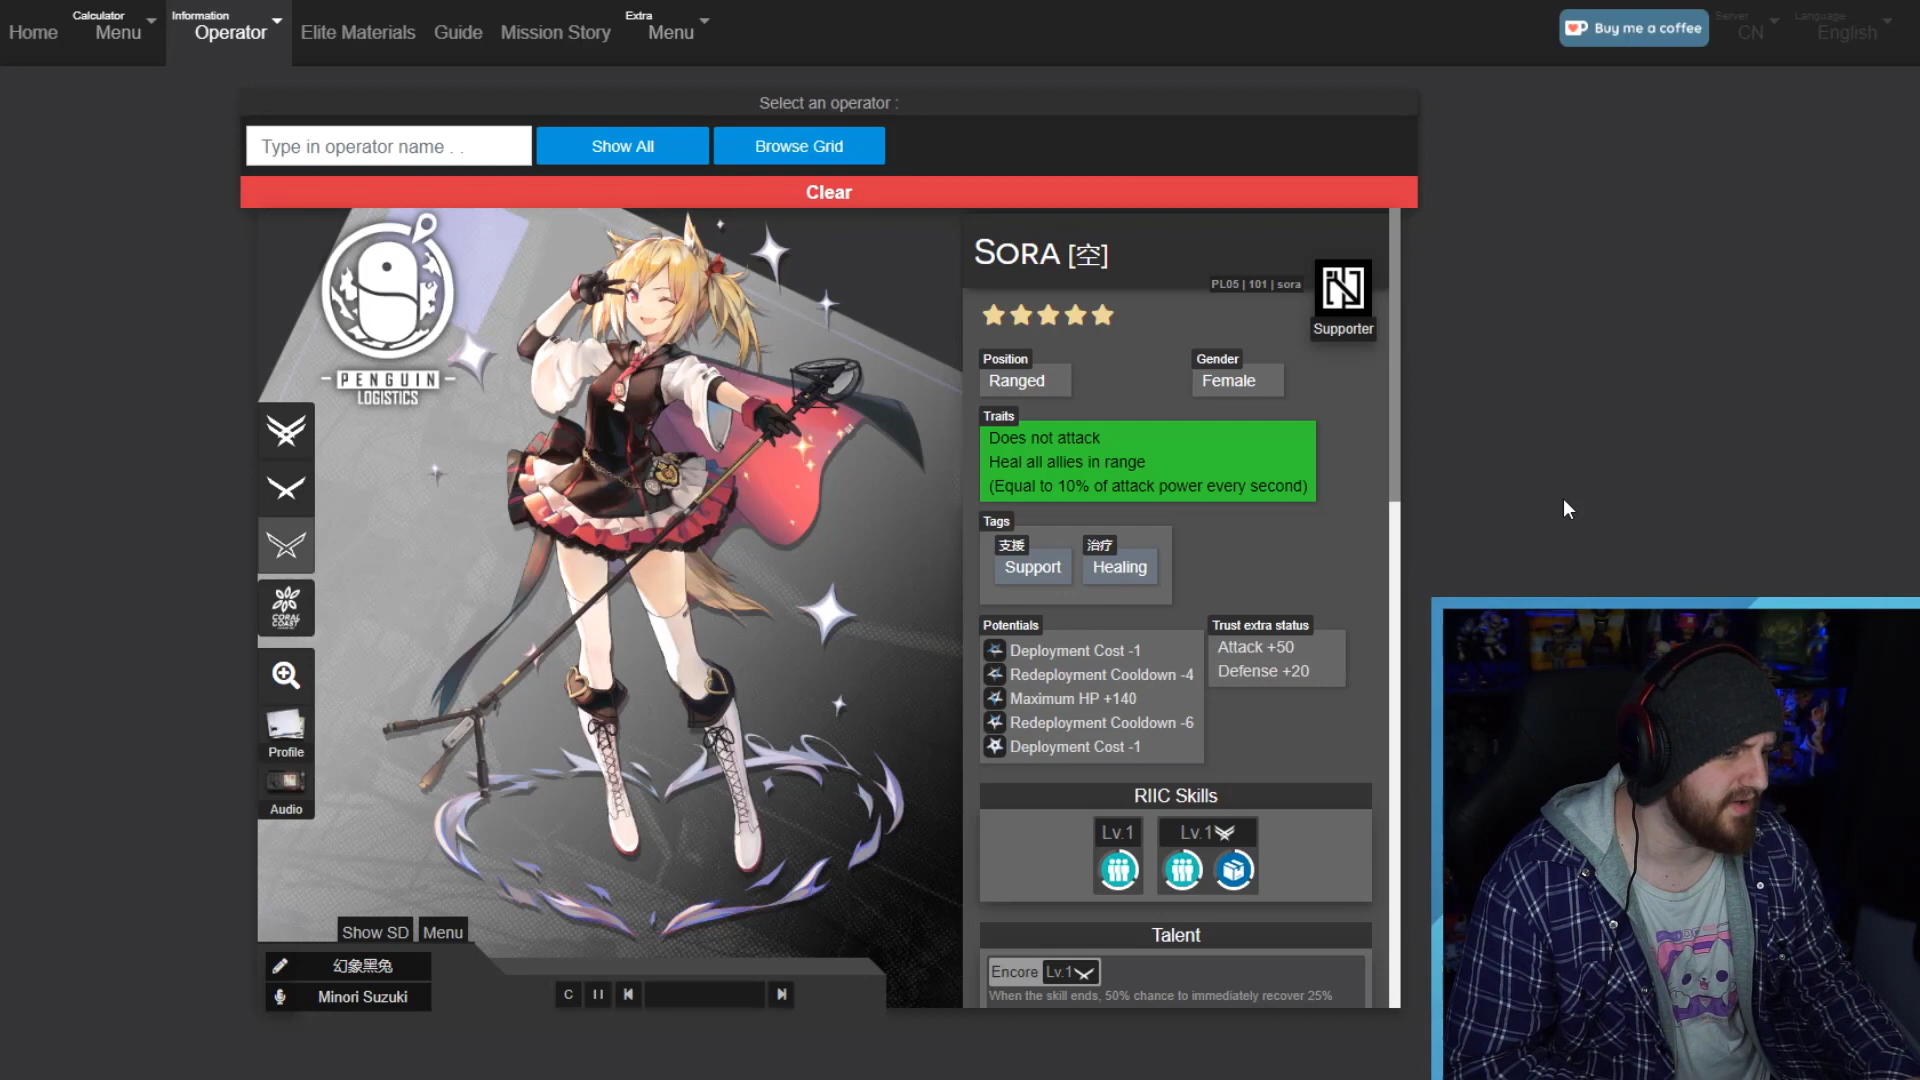 Calculator
Information
Extra
Server
Language
Home
Menu
Operator
Elite Materials
Guide
Mission Story
Menu
Buy me a coffee
CN
English
Select an operator :
Type in operator name . .
Show All
Browse Grid
Clear
PENGUIN
LOGISTICS
SORA [空]
PL05 | 101 | sora
Supporter
Position
Ranged
Gender
Female
Traits
Does not attack
Heal all allies in range
(Equal to 10% of attack power every second)
Tags
支援
Support
治疗
Healing
CORAL
COAST
Potentials
Deployment Cost -1
Redeployment Cooldown -4
Maximum HP +140
Redeployment Cooldown -6
Deployment Cost -1
Trust extra status
Attack +50
Defense +20
Profile
Audio
RIIC Skills
Lv.1
Lv.1
Talent
Encore Lv.1
When the skill ends, 50% chance to immediately recover 25%
Show SD
Menu
幻象黑兔
Minori Suzuki
C